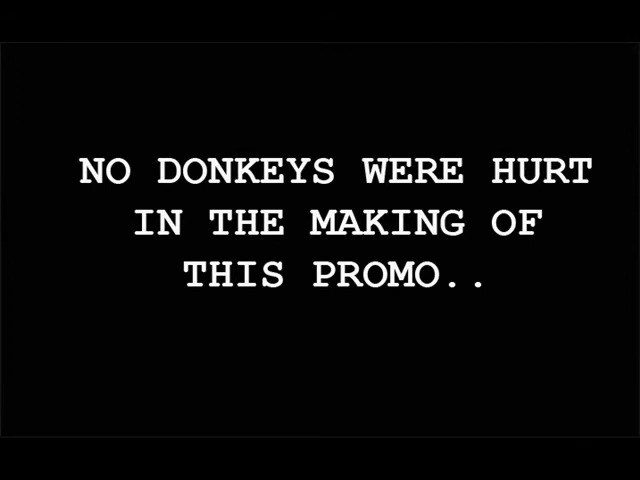 NO DONKEYS WERE HURT
IN THE MAKING OF
THIS PROMO..